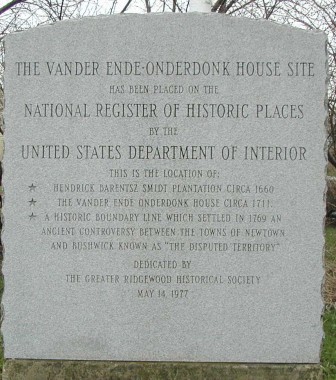 THE VANDER ENDE-ONDERDONK HOUSE SITE
HAS BEEN PLACED ON THE
NATIONAL REGISTER OF HISTORIC PLACES
BY THE
UNITED STATES DEPARTMENT OF INTERIOR
THIS IS THE LOCATION OF:
★ HENDRICK BARENTSZ SMIDT PLANTATION CIRCA 1660
★ THE VANDER ENDE ONDERDONK HOUSE CIRCA 1711
★ A HISTORIC BOUNDARY LINE WHICH SETTLED IN 1769 AN
ANCIENT CONTROVERSY BETWEEN THE TOWNS OF NEWTOWN
AND BUSHWICK KNOWN AS "THE DISPUTED TERRITORY"
DEDICATED BY
THE GREATER RIDGEWOOD HISTORICAL SOCIETY
MAY 14, 1977